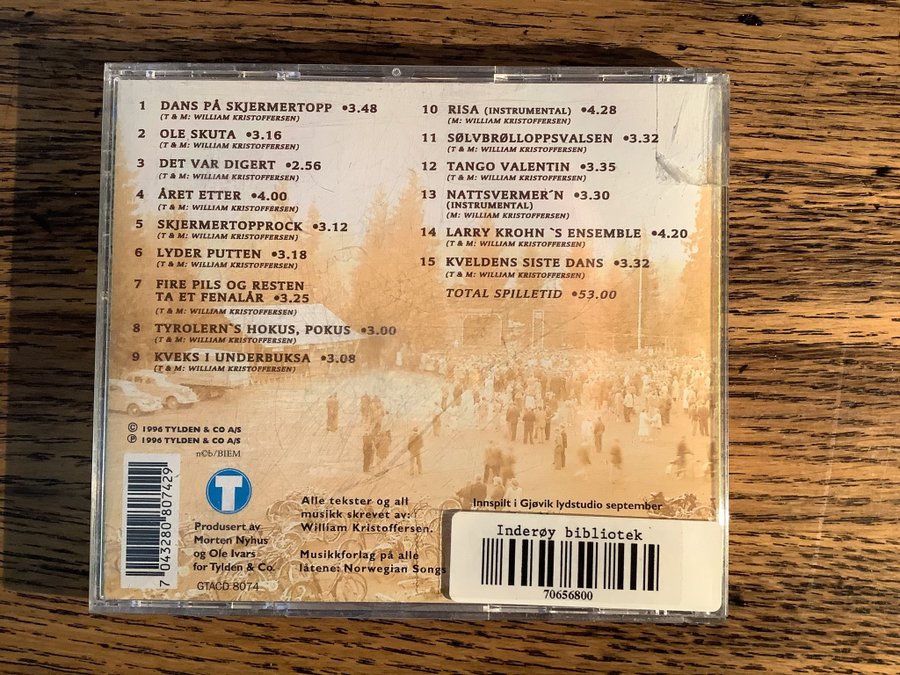 1 DANS PÅ SKJERMERTOPP •3.48
(T & M: WILLIAM KRISTOFFERSEN)
2 OLE SKUTA •3.16
(T & M: WILLIAM KRISTOFFERSEN)
3 DET VAR DIGERT •2.56
(T & M: WILLIAM KRISTOFFERSEN)
4 ÅRET ETTER •4.00
(T & M: WILLIAM KRISTOFFERSEN)
5 SKJERMERTOPPROCK •3.12
(T & M: WILLIAM KRISTOFFERSEN)
6 LYDER PUTTEN •3.18
(T & M: WILLIAM KRISTOFFERSEN)
7 FIRE PILS OG RESTEN
TA ET FENALÅR •3.25
(T & M: WILLIAM KRISTOFFERSEN)
8 TYROLERN`S HOKUS, POKUS •3.00
(T & M: WILLIAM KRISTOFFERSEN)
9 KVEKS I UNDERBUKSA •3.08
(T & M: WILLIAM KRISTOFFERSEN)
10 RISA (INSTRUMENTAL) •4.28
(M: WILLIAM KRISTOFFERSEN)
11 SØLVBRØLLOPPSVALSEN •3.32
(T & M: WILLIAM KRISTOFFERSEN)
12 TANGO VALENTIN •3.35
(T & M: WILLIAM KRISTOFFERSEN)
13 NATTSVERMER´N •3.30
(INSTRUMENTAL)
(M: WILLIAM KRISTOFFERSEN)
14 LARRY KROHN `S ENSEMBLE •4.20
(T & M: WILLIAM KRISTOFFERSEN)
15 KVELDENS SISTE DANS •3.32
(T & M: WILLIAM KRISTOFFERSEN)
TOTAL SPILLETID •53.00
© 1996 TYLDEN & CO A/S
℗ 1996 TYLDEN & CO A/S
n©b/BIEM
7 043280 807429
T
Produsert av
Morten Nyhus
og Ole Ivars
for Tylden & Co.
GTACD 8074
Alle tekster og all
musikk skrevet av:
William Kristoffersen.
Musikkforlag på alle
låtene: Norwegian Songs
Innspilt i Gjøvik lydstudio september
Inderøy bibliotek
70656800